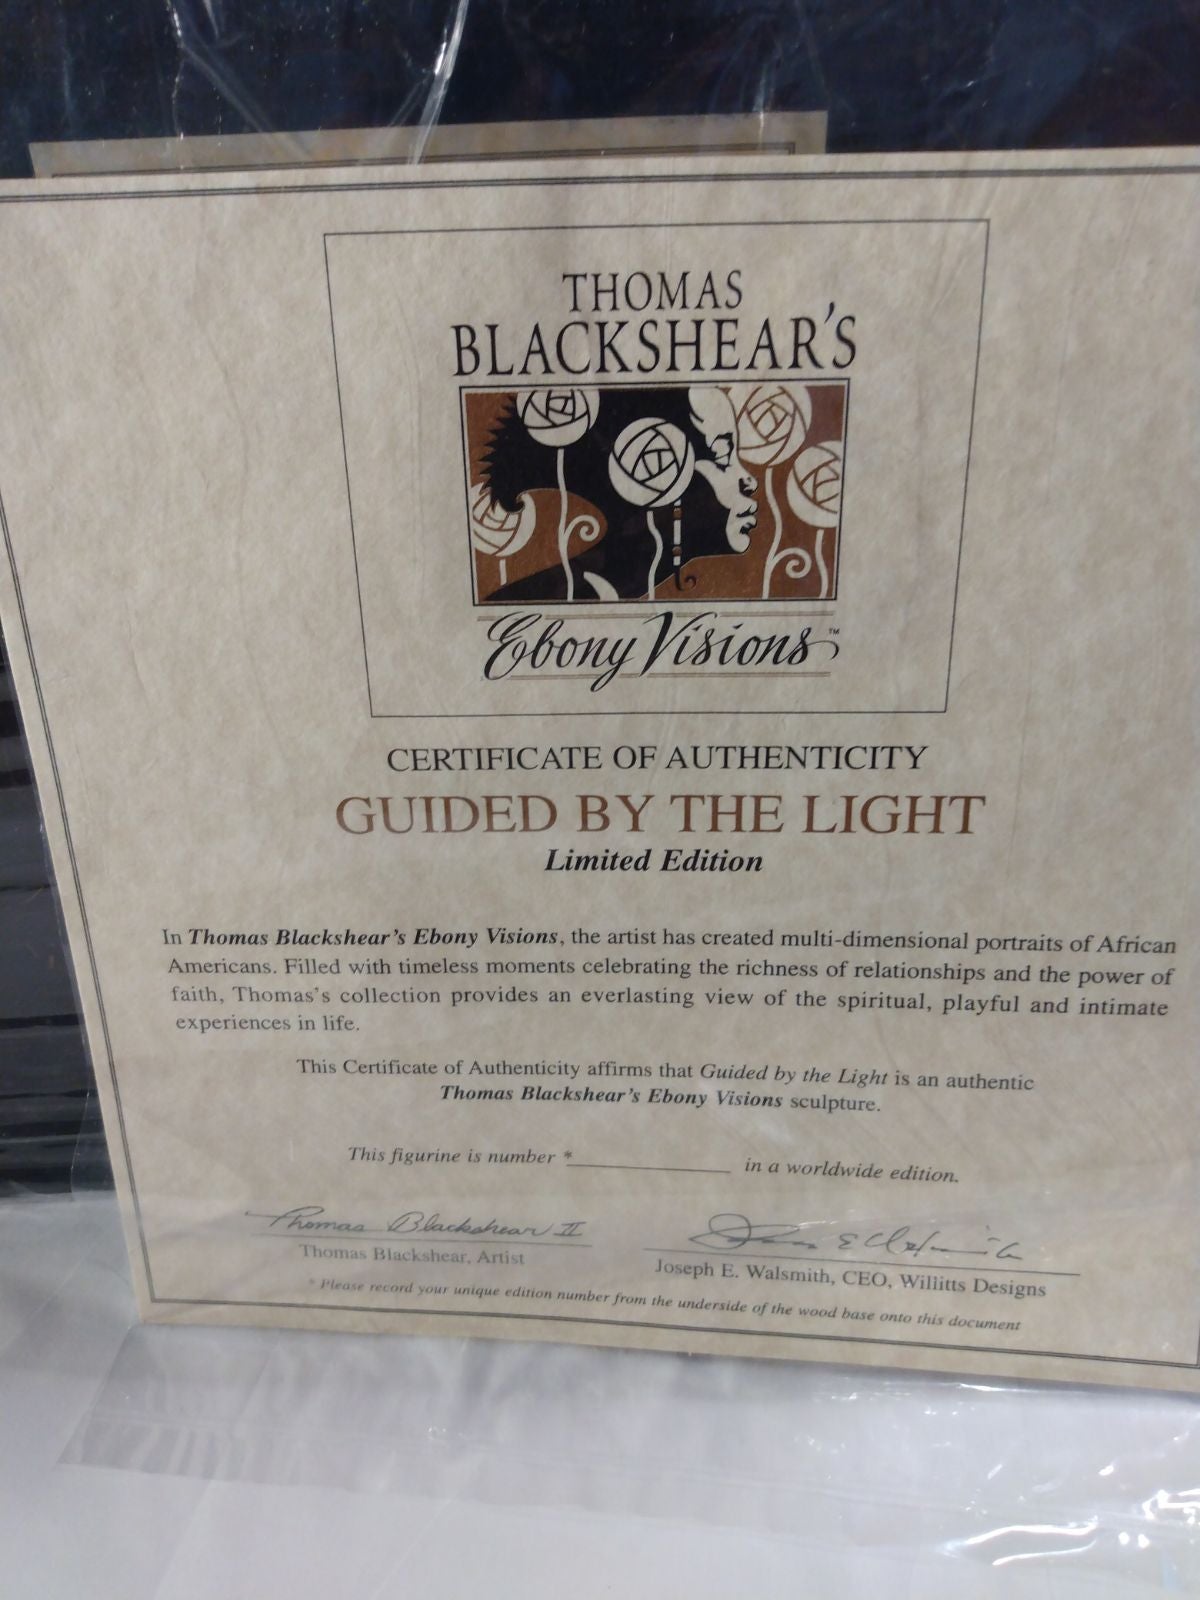 THOMAS
BLACKSHEAR'S
Ebony Visions™
CERTIFICATE OF AUTHENTICITY
GUIDED BY THE LIGHT
Limited Edition
In Thomas Blackshear's Ebony Visions, the artist has created multi-dimensional portraits of African
Americans. Filled with timeless moments celebrating the richness of relationships and the power of
faith, Thomas's collection provides an everlasting view of the spiritual, playful and intimate
experiences in life.
This Certificate of Authenticity affirms that Guided by the Light is an authentic
Thomas Blackshear's Ebony Visions sculpture.
This figurine is number *_______________ in a worldwide edition.
Thomas Blackshear II
Thomas Blackshear, Artist
Joseph E. Walsmith, CEO, Willitts Designs
* Please record your unique edition number from the underside of the wood base onto this document